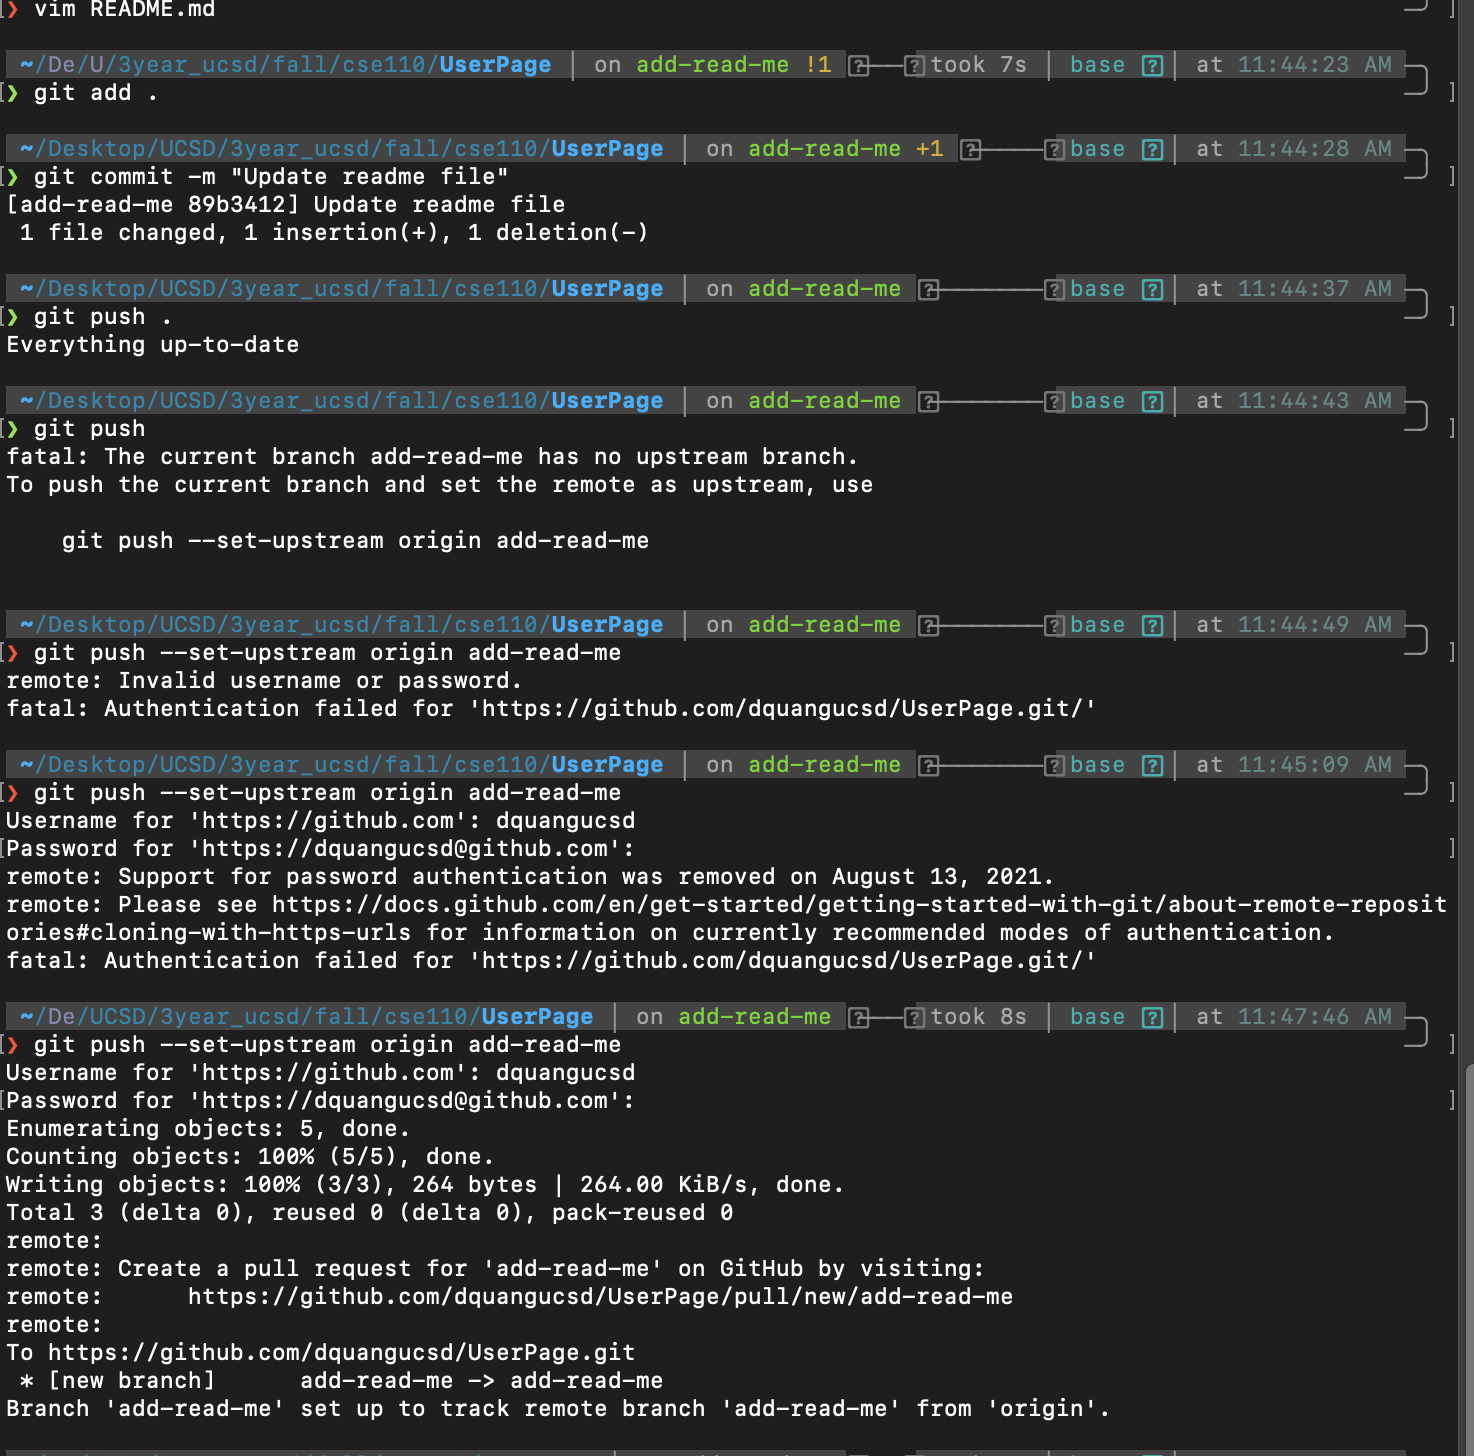 ❯ vim README.md
~/De/U/3year_ucsd/fall/cse110/UserPage | on add-read-me !1 took 7s | base | at 11:44:23 AM
❯ git add .
~/Desktop/UCSD/3year_ucsd/fall/cse110/UserPage | on add-read-me +1 base | at 11:44:28 AM
❯ git commit -m "Update readme file"
[add-read-me 89b3412] Update readme file
1 file changed, 1 insertion(+), 1 deletion(-)
~/Desktop/UCSD/3year_ucsd/fall/cse110/UserPage | on add-read-me base | at 11:44:37 AM
❯ git push .
Everything up-to-date
~/Desktop/UCSD/3year_ucsd/fall/cse110/UserPage | on add-read-me base | at 11:44:43 AM
❯ git push
fatal: The current branch add-read-me has no upstream branch.
To push the current branch and set the remote as upstream, use
git push --set-upstream origin add-read-me
~/Desktop/UCSD/3year_ucsd/fall/cse110/UserPage | on add-read-me base | at 11:44:49 AM
❯ git push --set-upstream origin add-read-me
remote: Invalid username or password.
fatal: Authentication failed for 'https://github.com/dquangucsd/UserPage.git/'
~/Desktop/UCSD/3year_ucsd/fall/cse110/UserPage | on add-read-me base | at 11:45:09 AM
❯ git push --set-upstream origin add-read-me
Username for 'https://github.com': dquangucsd
Password for 'https://dquangucsd@github.com':
remote: Support for password authentication was removed on August 13, 2021.
remote: Please see https://docs.github.com/en/get-started/getting-started-with-git/about-remote-reposit
ories#cloning-with-https-urls for information on currently recommended modes of authentication.
fatal: Authentication failed for 'https://github.com/dquangucsd/UserPage.git/'
~/De/UCSD/3year_ucsd/fall/cse110/UserPage | on add-read-me took 8s | base | at 11:47:46 AM
❯ git push --set-upstream origin add-read-me
Username for 'https://github.com': dquangucsd
Password for 'https://dquangucsd@github.com':
Enumerating objects: 5, done.
Counting objects: 100% (5/5), done.
Writing objects: 100% (3/3), 264 bytes | 264.00 KiB/s, done.
Total 3 (delta 0), reused 0 (delta 0), pack-reused 0
remote:
remote: Create a pull request for 'add-read-me' on GitHub by visiting:
remote: https://github.com/dquangucsd/UserPage/pull/new/add-read-me
remote:
To https://github.com/dquangucsd/UserPage.git
* [new branch] add-read-me -> add-read-me
Branch 'add-read-me' set up to track remote branch 'add-read-me' from 'origin'.